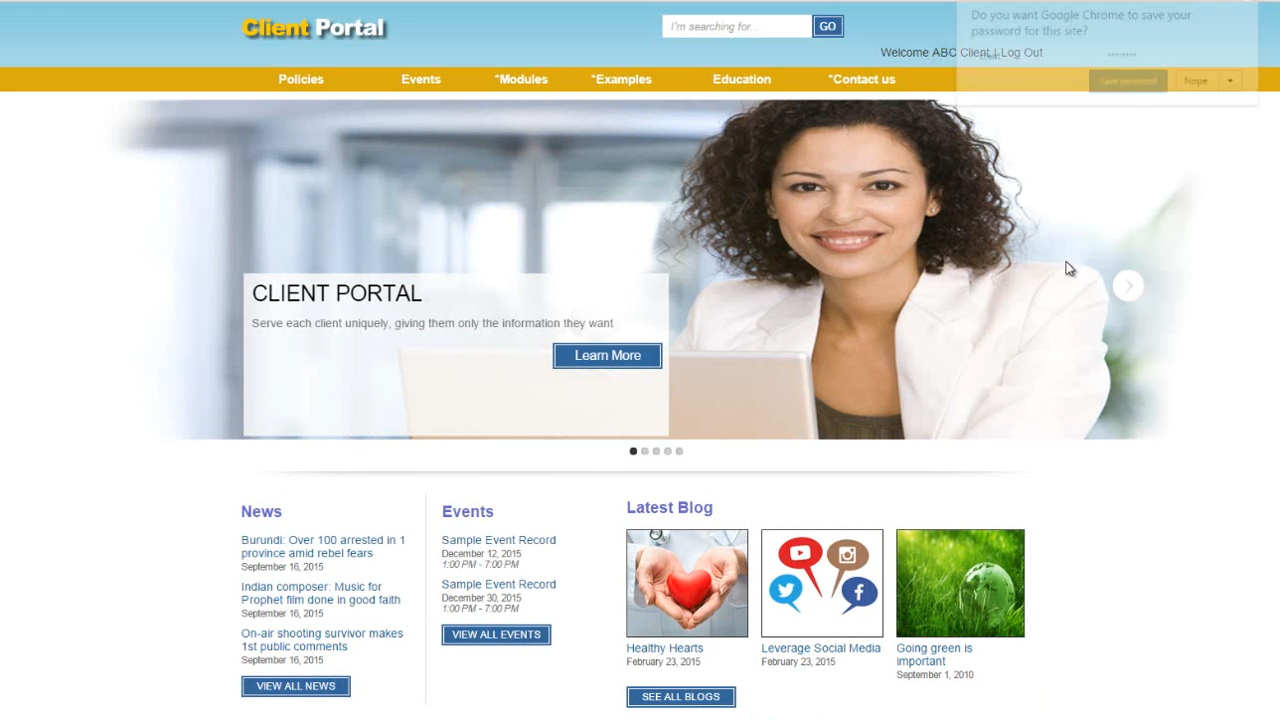 Client Portal
I'm searching for...
GO
Do you want Google Chrome to save your
password for this site?
Welcome ABC Client | Log Out
Save password
Nope
Policies
Events
*Modules
*Examples
Education
*Contact us
CLIENT PORTAL
Serve each client uniquely, giving them only the information they want
Learn More
News
Burundi: Over 100 arrested in 1
province amid rebel fears
September 16, 2015
Indian composer: Music for
Prophet film done in good faith
September 16, 2015
On-air shooting survivor makes
1st public comments
September 16, 2015
VIEW ALL NEWS
Events
Sample Event Record
December 12, 2015
1:00 PM - 7:00 PM
Sample Event Record
December 30, 2015
1:00 PM - 7:00 PM
VIEW ALL EVENTS
Latest Blog
Healthy Hearts
February 23, 2015
Leverage Social Media
February 23, 2015
Going green is
important
September 1, 2010
SEE ALL BLOGS